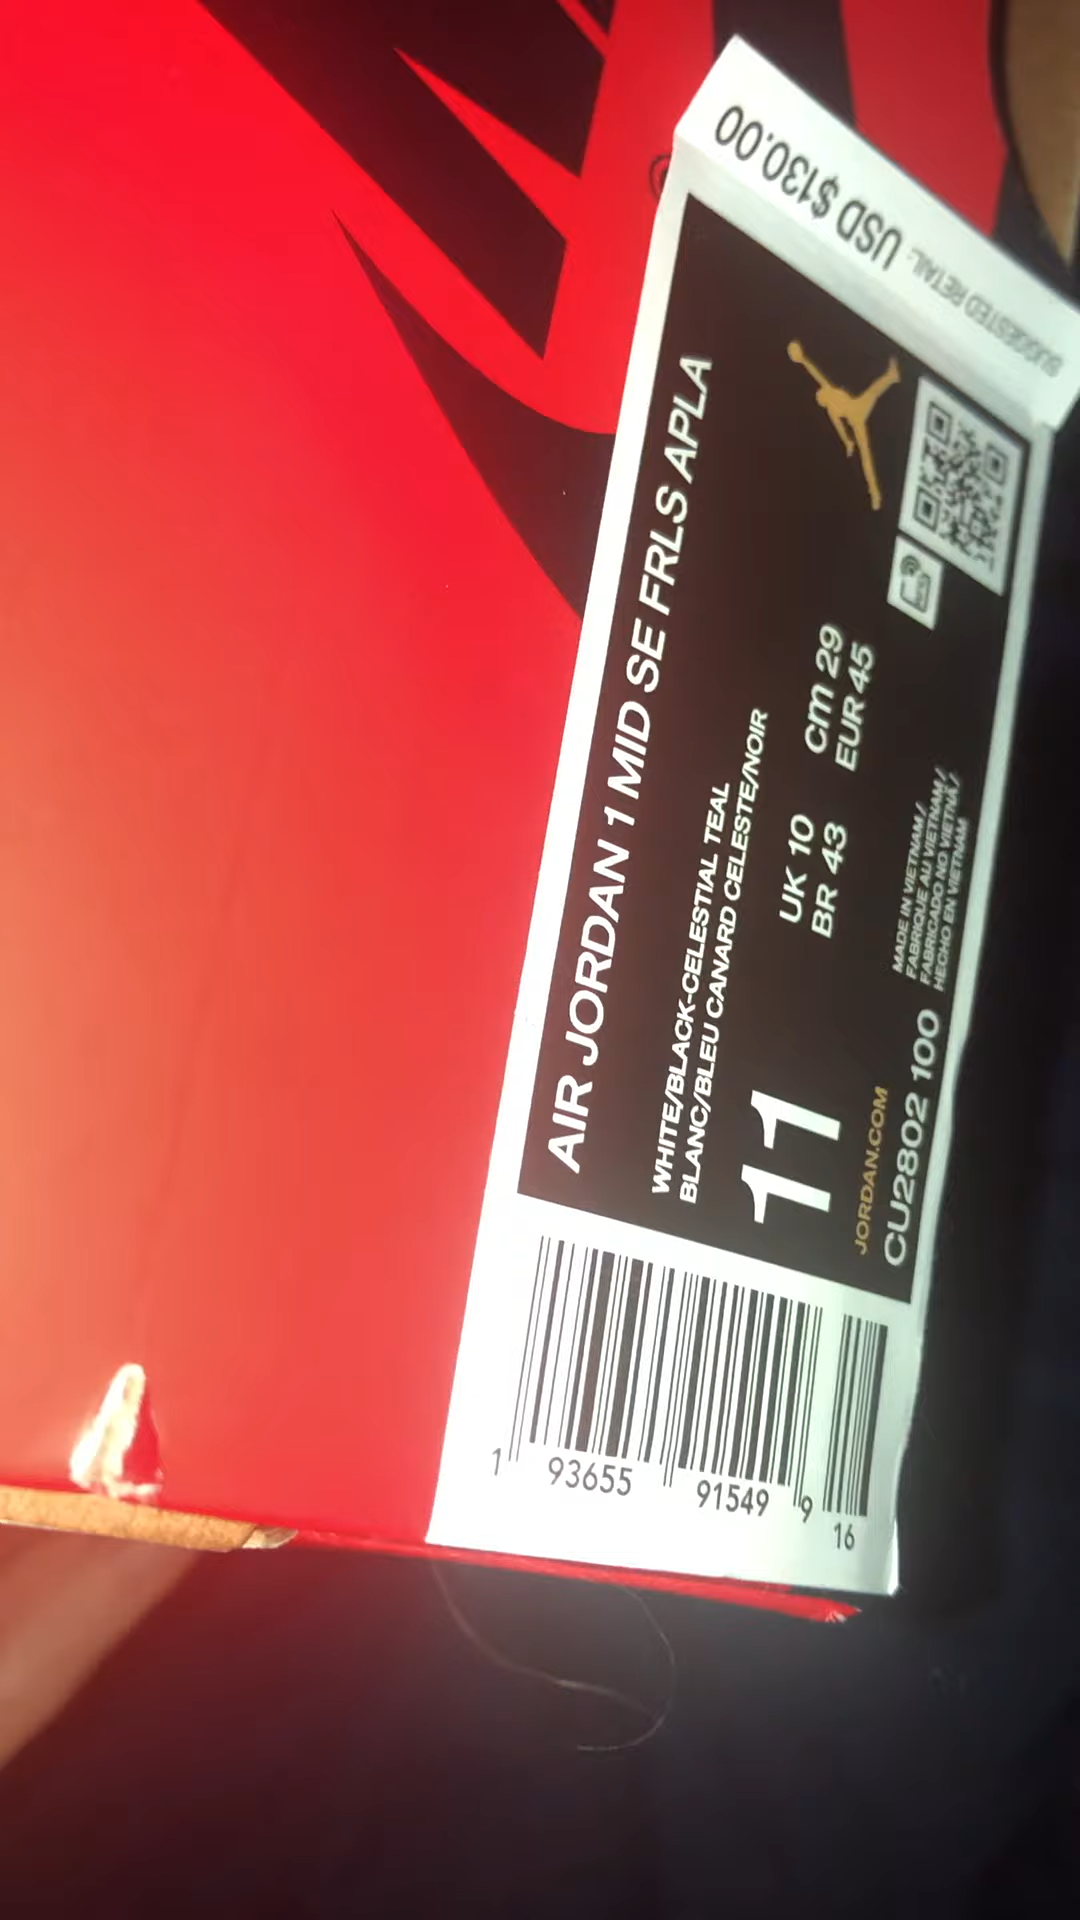 SUGGESTED RETAIL: USD $130.00
AIR JORDAN 1 MID SE FRLS APLA
WHITE/BLACK-CELESTIAL TEAL
BLANC/BLEU CANARD CELESTE/NOIR
11
UK 10
cm 29
BR 43
EUR 45
JORDAN.COM
CU2802 100
MADE IN VIETNAM/
FABRIQUE AU VIETNAM/
FABRICADO NO VIETNÃ/
HECHO EN VIETNAM
1 93655 91549 9 16